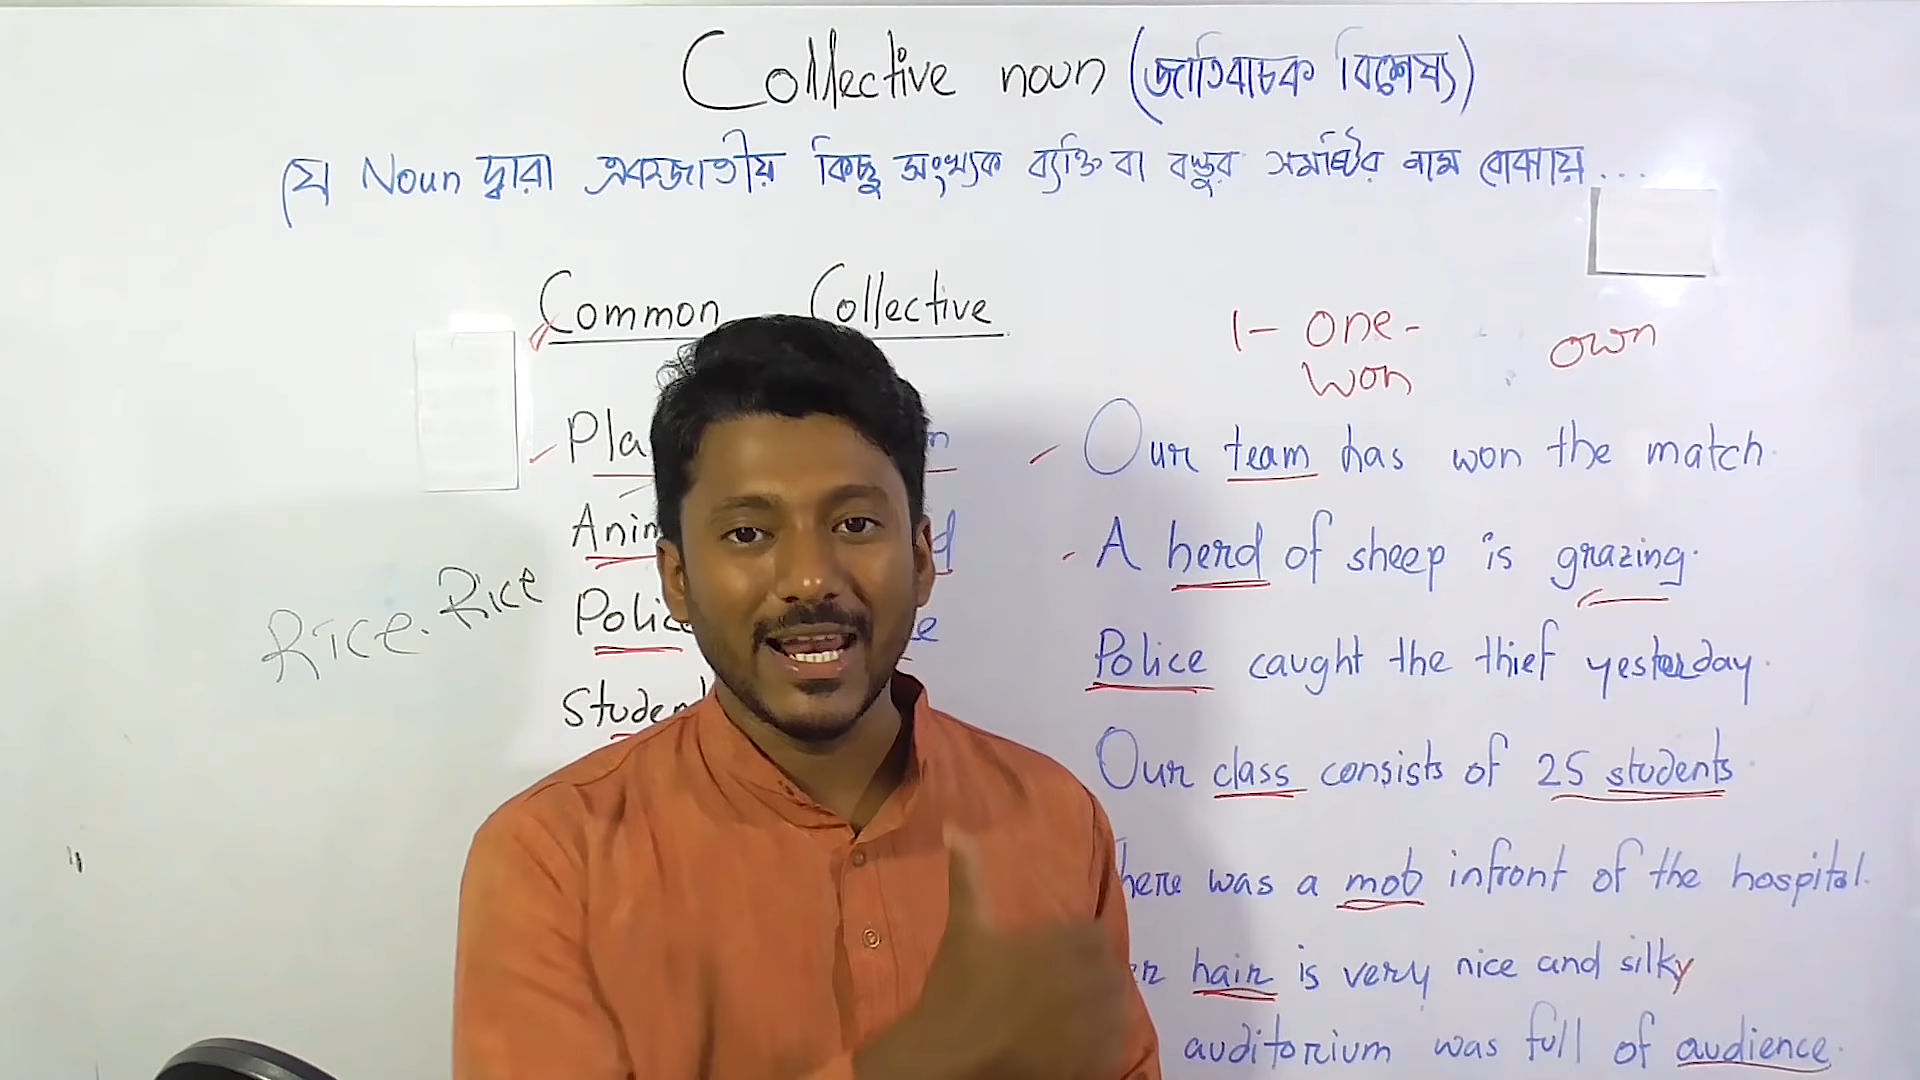 Collective noun (জাতিবাচক বিশেষ্য)
যে Noun দ্বারা একজাতীয় কিছু সংখ্যক ব্যক্তি বা বস্তুর সমষ্টির নাম বোঝায়...
Common Collective
1- one- own
won
Our team has won the match.
A herd of sheep is grazing.
Rice. Rice
Police caught the thief yesterday.
Our class consists of 25 students
was a mob infront of the hospital.
hair is very nice and silky
auditorium was full of audience.